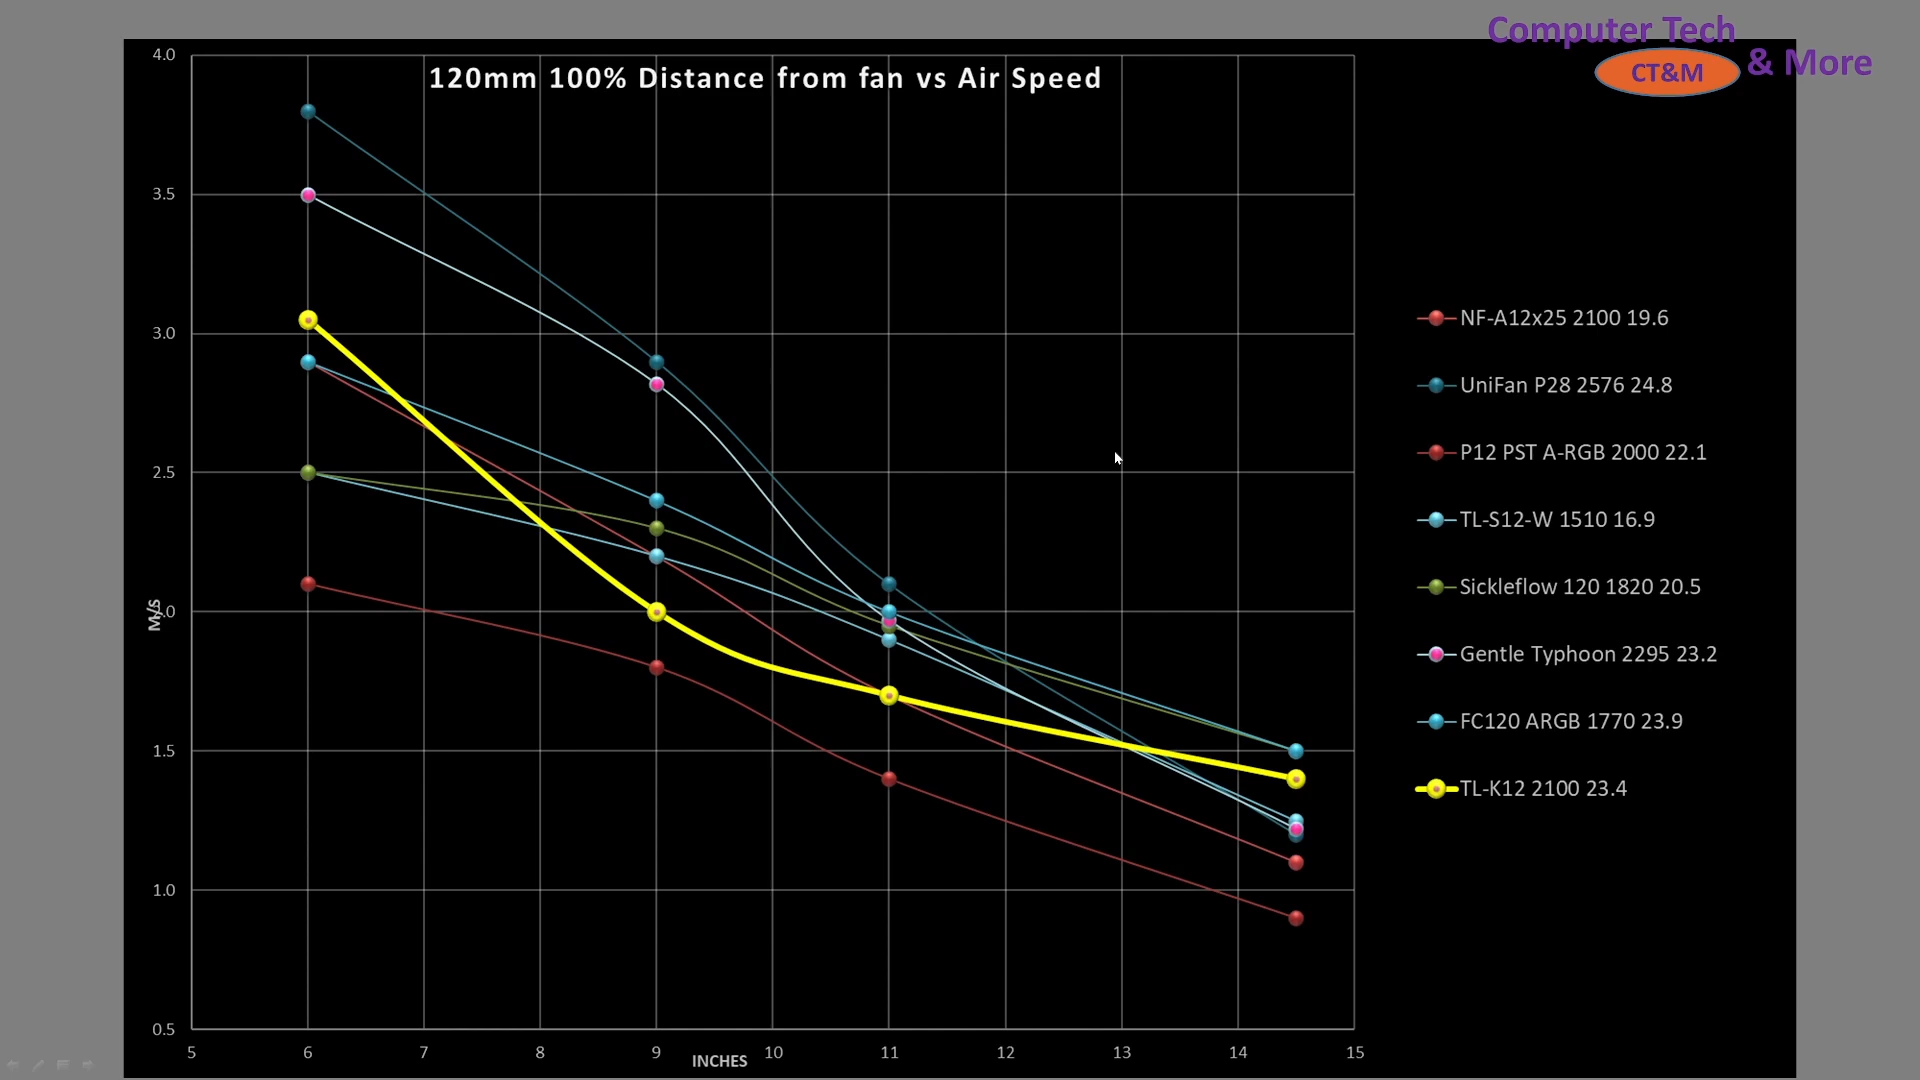 Computer Tech
CT&M
& More
120mm 100% Distance from fan vs Air Speed
4.0
3.5
3.0
2.5
2.0
1.5
1.0
0.5
M/S
5 6 7 8 9 10 11 12 13 14 15
INCHES
NF-A12x25 2100 19.6
UniFan P28 2576 24.8
P12 PST A-RGB 2000 22.1
TL-S12-W 1510 16.9
Sickleflow 120 1820 20.5
Gentle Typhoon 2295 23.2
FC120 ARGB 1770 23.9
TL-K12 2100 23.4